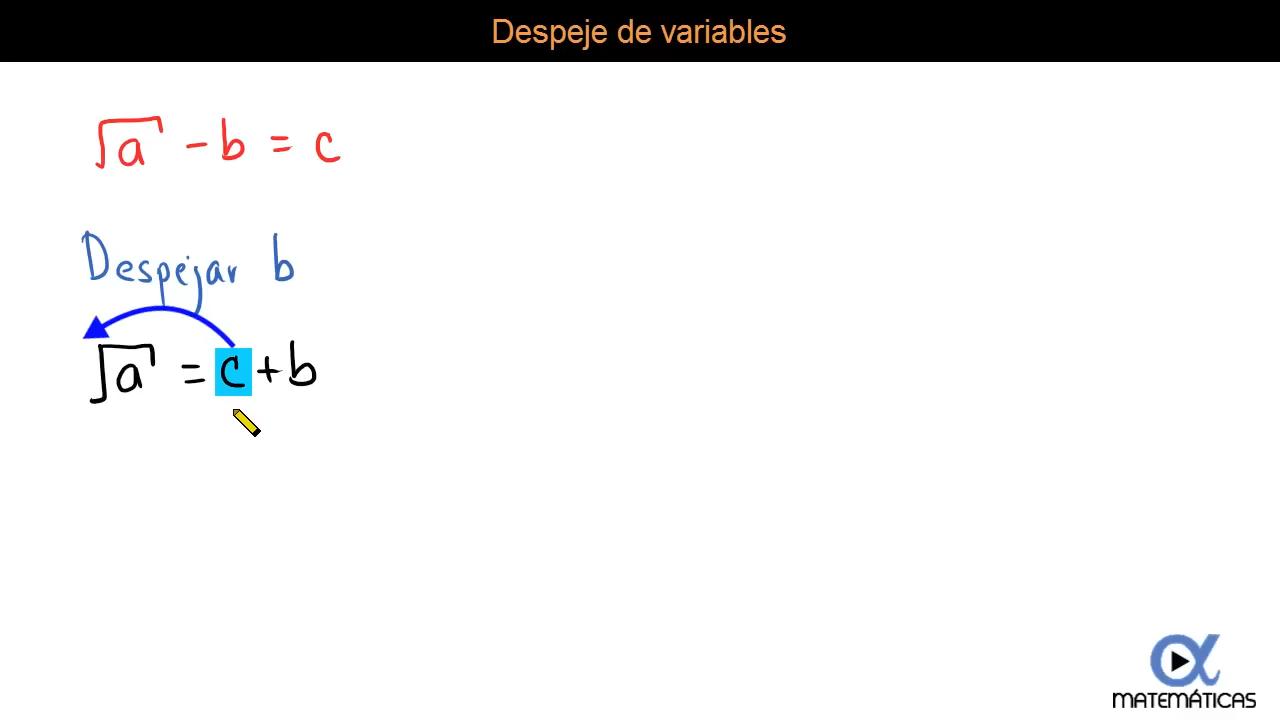 Despeje de variables
√a - b = c
Despejar b
√a = c + b
MATEMÁTICAS